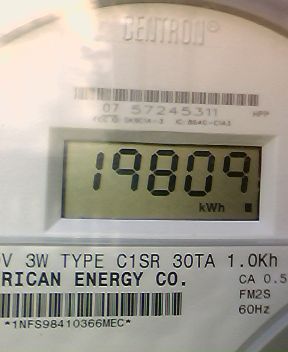 CENTRON®
07 57245311 HPP
19809
kWh
V 3W TYPE C1SR 30TA 1.0Kh
RICAN ENERGY CO. CA 0.5
FM2S
*1NFS98410366MEC* 60Hz